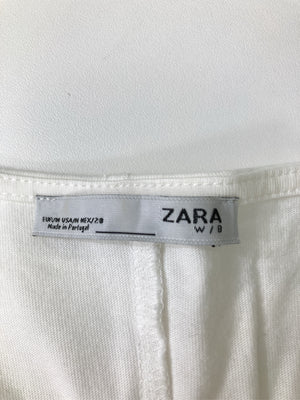 EUR/M USA/M MEX/28
Made in Portugal
ZARA
W / B